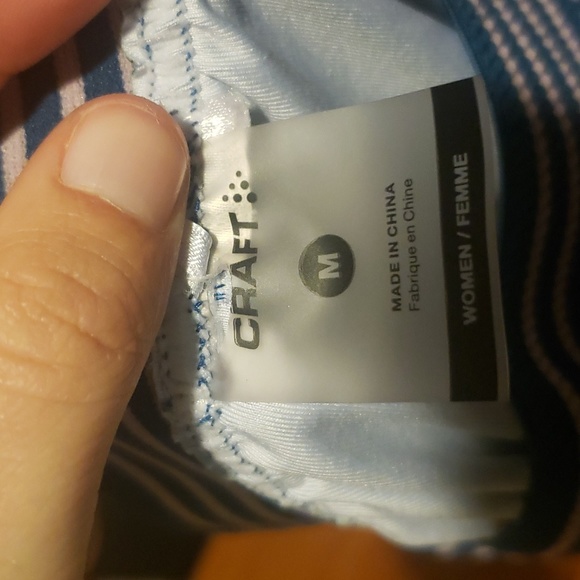 CRAFT
M
MADE IN CHINA
Fabriqué en Chine
WOMEN / FEMME